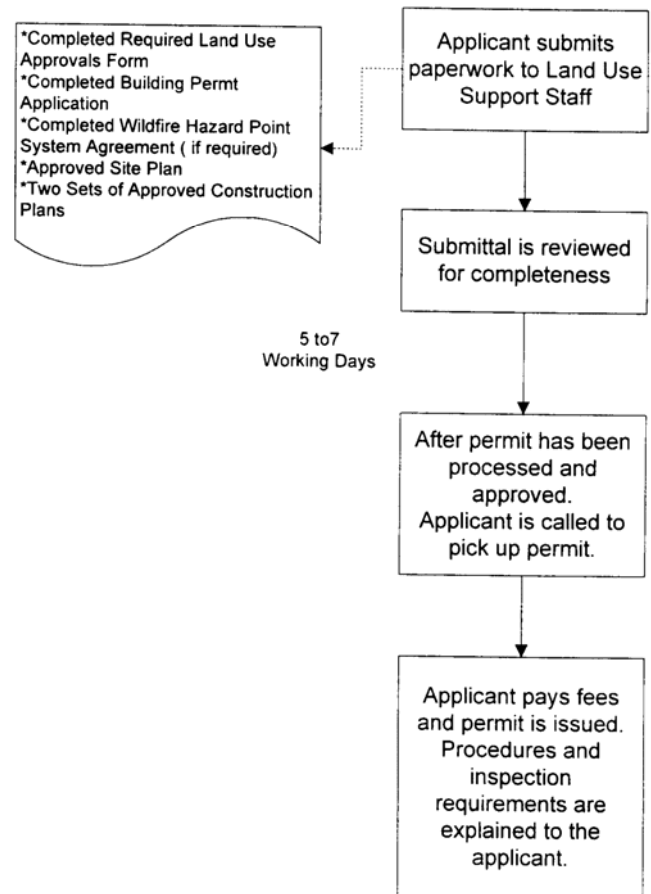 *Completed Required Land Use
Approvals Form
*Completed Building Permt
Application
*Completed Wildfire Hazard Point
System Agreement ( if required)
*Approved Site Plan
*Two Sets of Approved Construction
Plans
Applicant submits
paperwork to Land Use
Support Staff
Submittal is reviewed
for completeness
5 to7
Working Days
After permit has been
processed and
approved.
Applicant is called to
pick up permit.
Applicant pays fees
and permit is issued.
Procedures and
inspection
requirements are
explained to the
applicant.